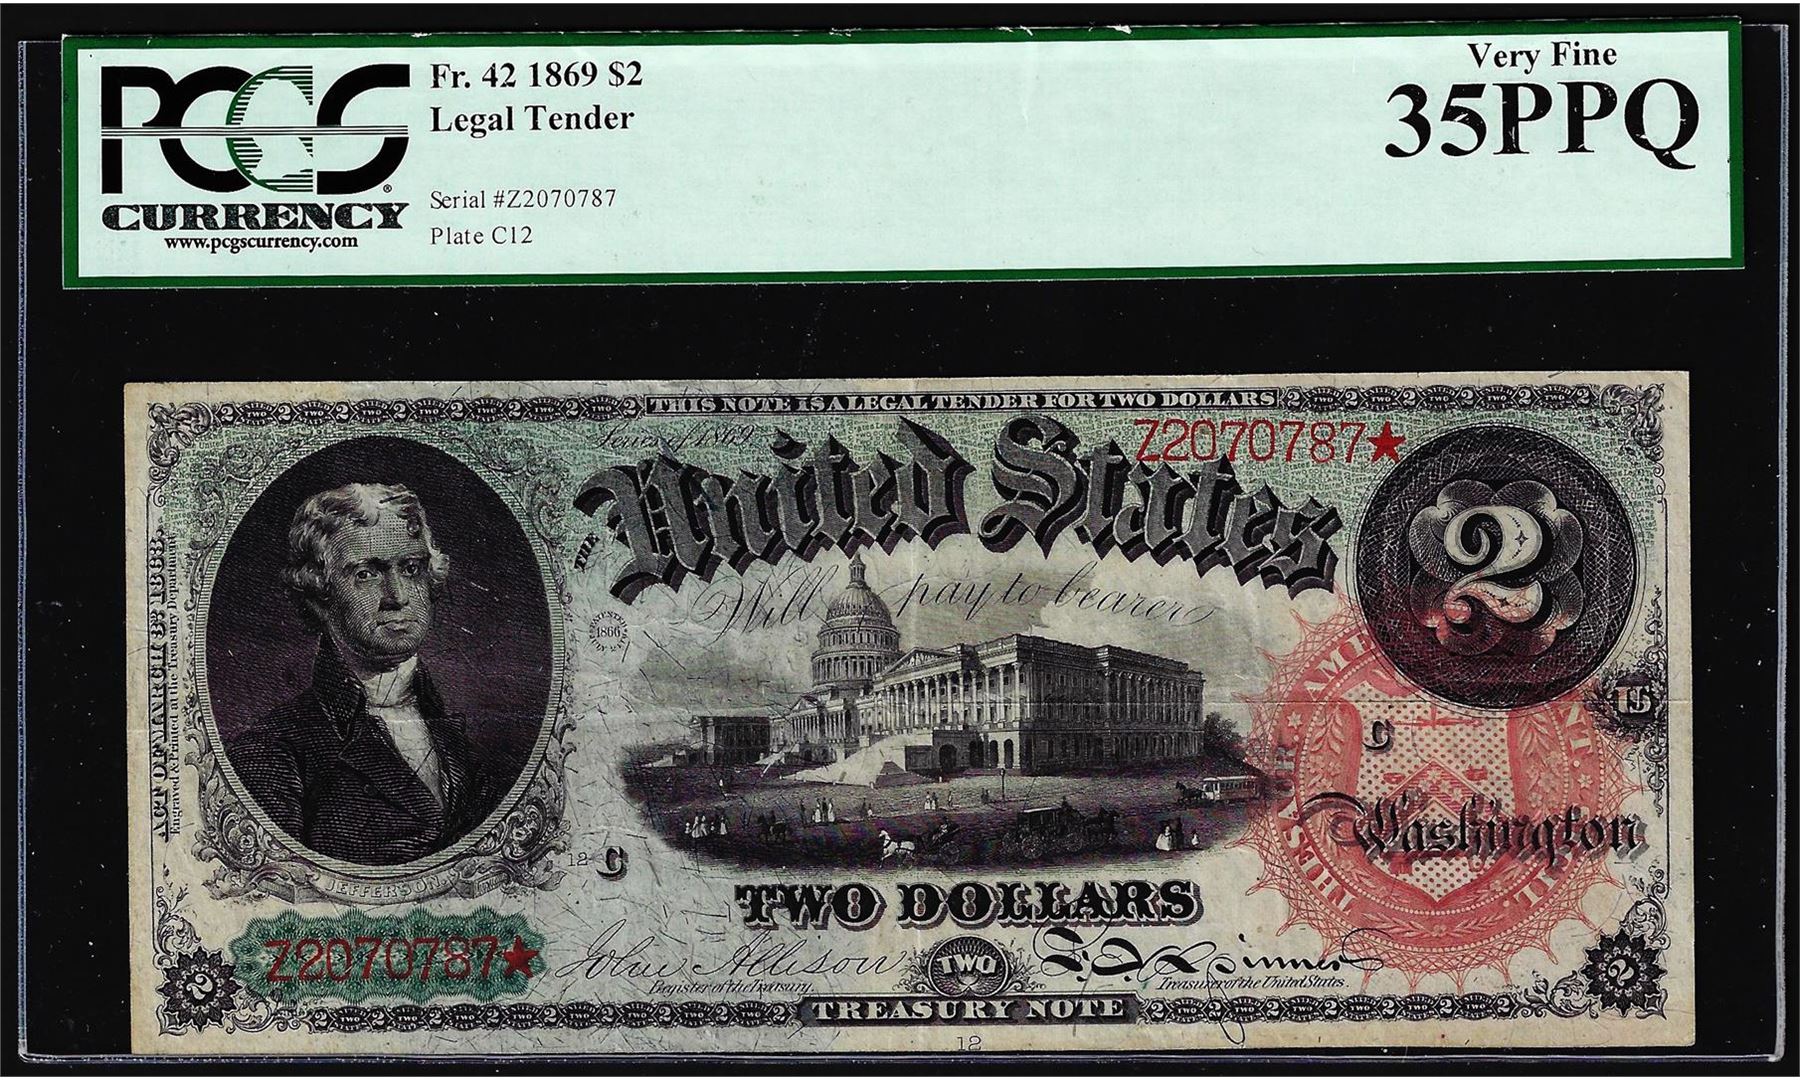 PCGS
CURRENCY
www.pcgscurrency.com
Fr. 42 1869 $2
Legal Tender
Serial #Z2070787
Plate C12
Very Fine
35PPQ
THIS NOTE IS A LEGAL TENDER FOR TWO DOLLARS
Series of 1869
Z2070787★
THE
United States
2
Will pay to bearer
1866
ACT OF MARCH 3D 1863.
Engraved & Printed at the Treasury Department.
C
Washington
JEFFERSON.
12 C
TWO DOLLARS
Z2070787★
John Allison
Register of the Treasury.
TWO
Treasurer of the United States.
2
2
TREASURY NOTE
12